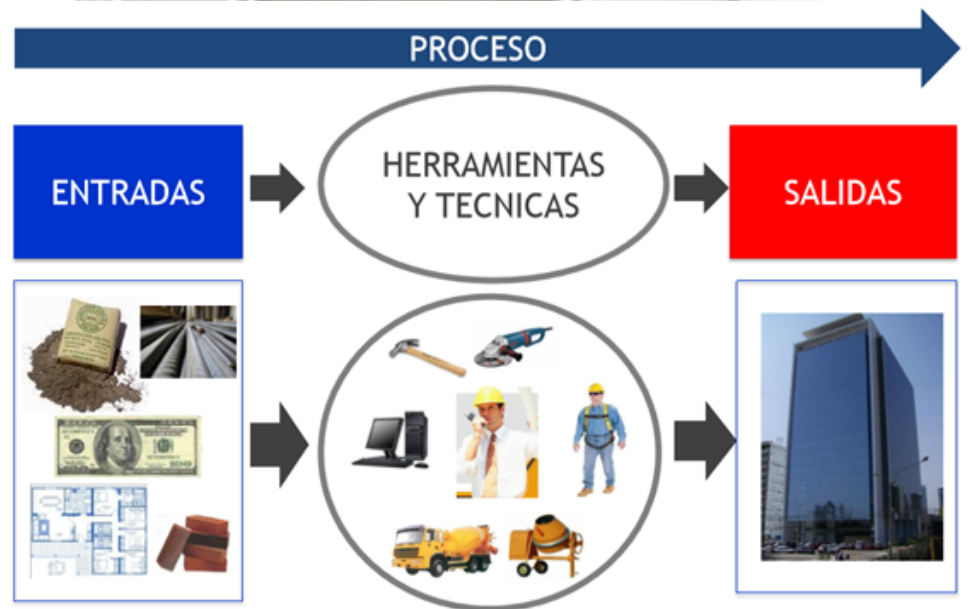 PROCESO
ENTRADAS
HERRAMIENTAS
Y TECNICAS
SALIDAS